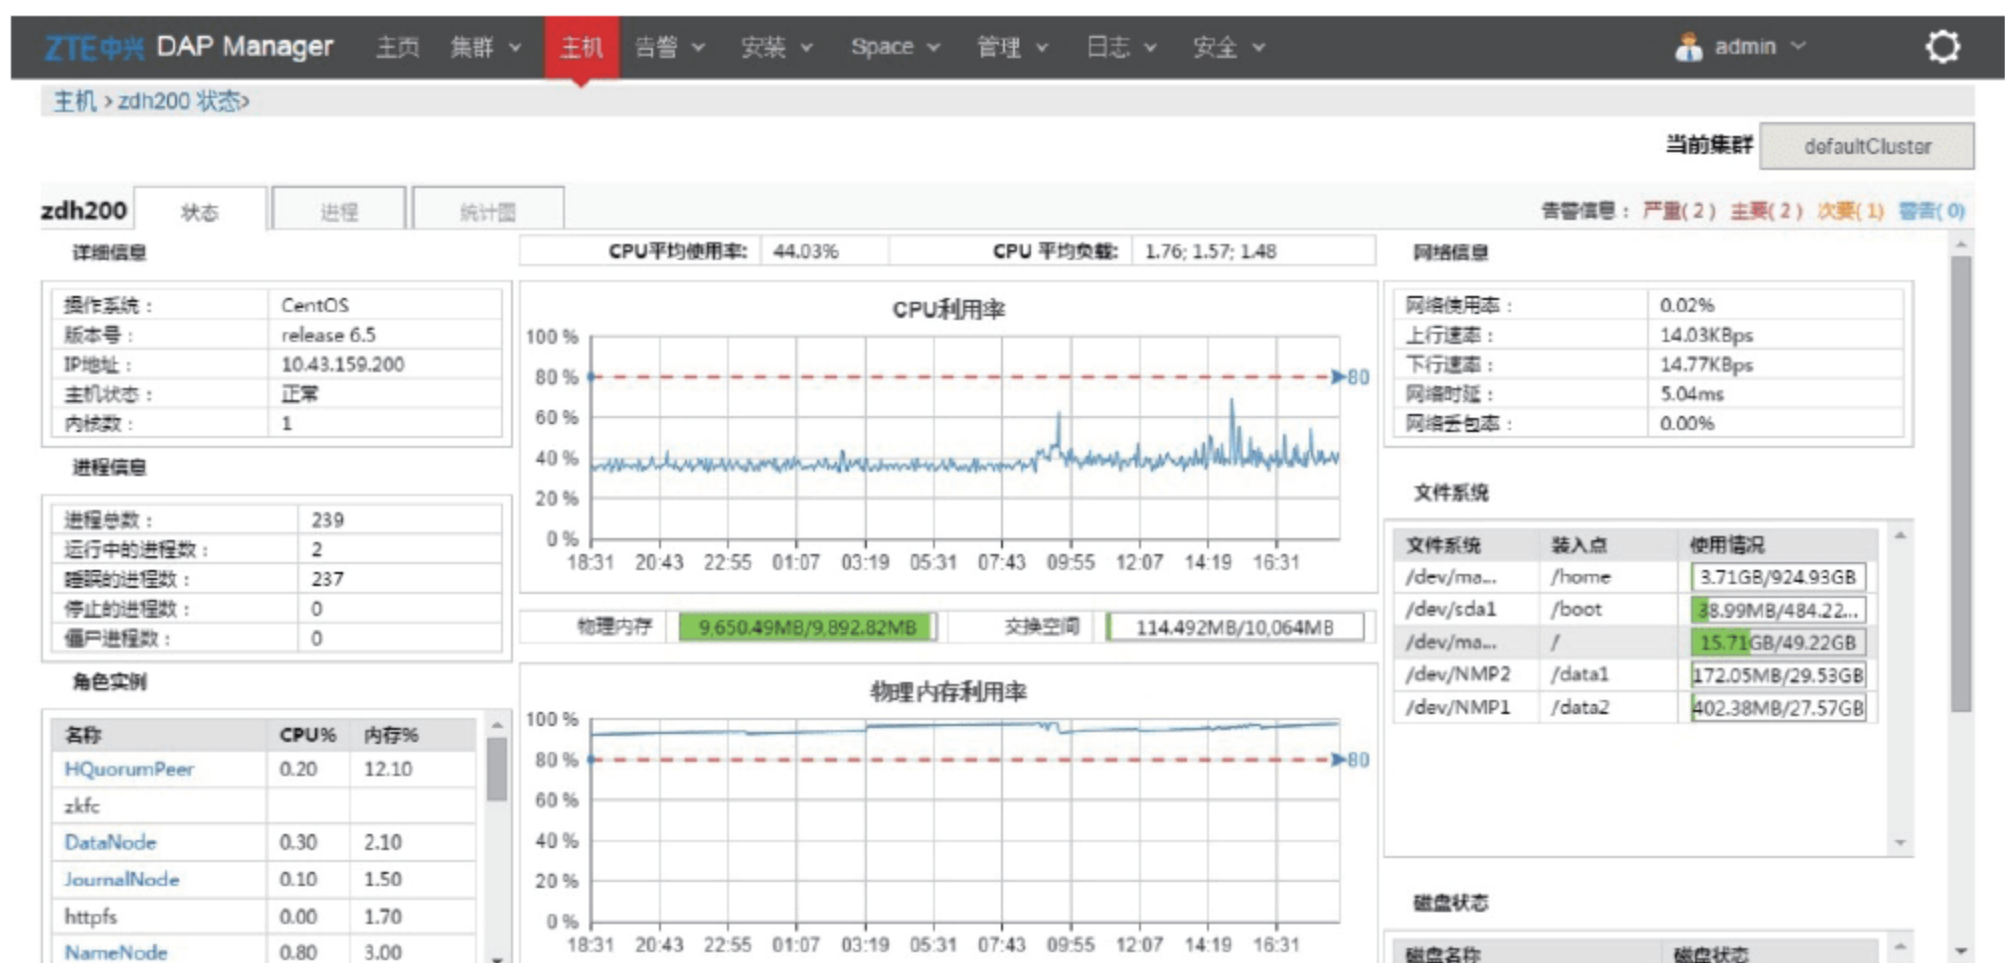 ZTE中兴 DAP Manager 主页 集群 主机 告警 安装 Space 管理 日志 安全 admin
主机 > zdh200 状态>
当前集群 defaultCluster
zdh200 状态 进程 统计图 告警信息： 严重( 2 ) 主要( 2 ) 次要( 1) 警告( 0)
详细信息
操作系统： CentOS
版本号： release 6.5
IP地址： 10.43.159.200
主机状态： 正常
内核数： 1
进程信息
进程总数： 239
运行中的进程数： 2
睡眠的进程数： 237
停止的进程数： 0
僵尸进程数： 0
角色实例
名称 CPU% 内存%
HQuorumPeer 0.20 12.10
zkfc
DataNode 0.30 2.10
JournalNode 0.10 1.50
httpfs 0.00 1.70
NameNode 0.80 3.00
CPU平均使用率: 44.03% CPU 平均负载: 1.76; 1.57; 1.48
CPU利用率
100 %
80 % 80
60 %
40 %
20 %
0 %
18:31 20:43 22:55 01:07 03:19 05:31 07:43 09:55 12:07 14:19 16:31
物理内存 9,650.49MB/9,892.82MB 交换空间 114.492MB/10,064MB
物理内存利用率
100 %
80 % 80
60 %
40 %
20 %
0 %
18:31 20:43 22:55 01:07 03:19 05:31 07:43 09:55 12:07 14:19 16:31
网络信息
网络使用率： 0.02%
上行速率： 14.03KBps
下行速率： 14.77KBps
网络时延： 5.04ms
网络丢包率： 0.00%
文件系统
文件系统 装入点 使用情况
/dev/ma... /home 3.71GB/924.93GB
/dev/sda1 /boot 38.99MB/484.22...
/dev/ma... / 15.71GB/49.22GB
/dev/NMP2 /data1 172.05MB/29.53GB
/dev/NMP1 /data2 402.38MB/27.57GB
磁盘状态
磁盘名称 磁盘状态